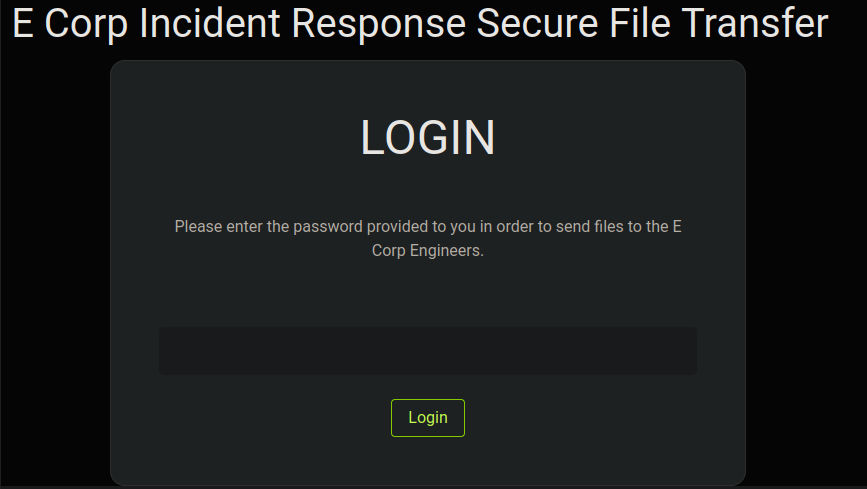 E Corp Incident Response Secure File Transfer
LOGIN
Please enter the password provided to you in order to send files to the E
Corp Engineers.
Login